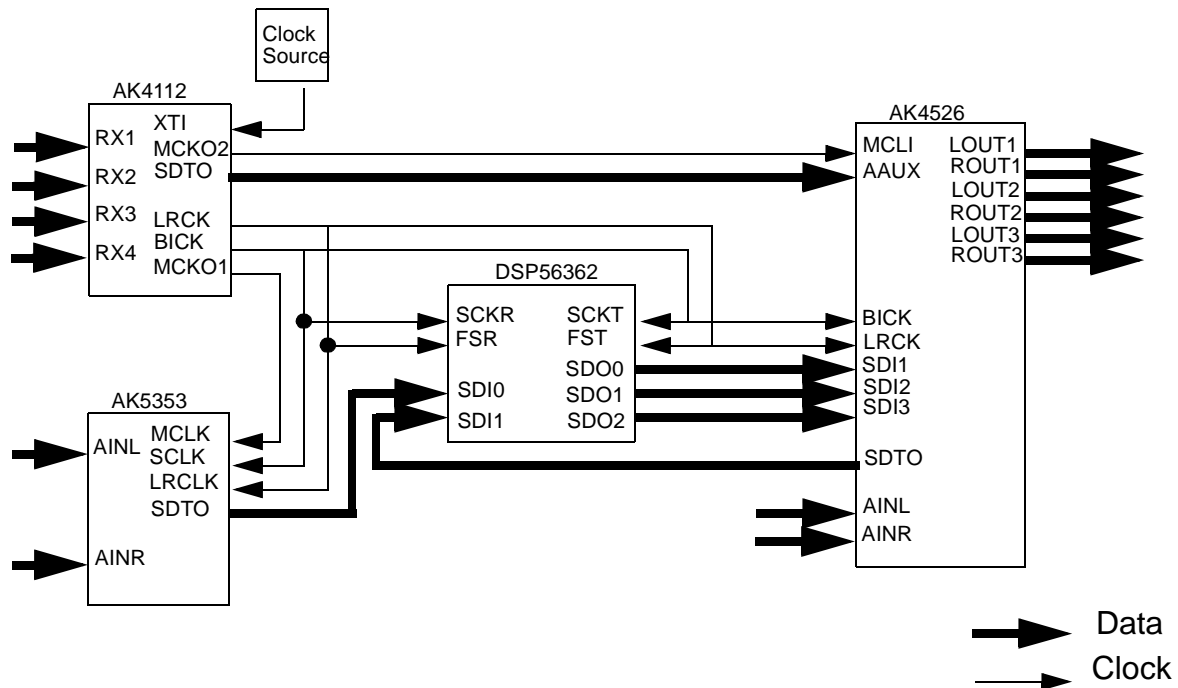 Clock
Source
AK4112
XTI
MCKO2
SDTO
RX1
RX2
RX3
RX4
LRCK
BICK
MCKO1
AK4526
MCLI
AAUX
LOUT1
ROUT1
LOUT2
ROUT2
LOUT3
ROUT3
BICK
LRCK
SDI1
SDI2
SDI3
SDTO
AINL
AINR
DSP56362
SCKR
FSR
SDI0
SDI1
SCKT
FST
SDO0
SDO1
SDO2
AK5353
AINL
AINR
MCLK
SCLK
LRCLK
SDTO
Data
Clock